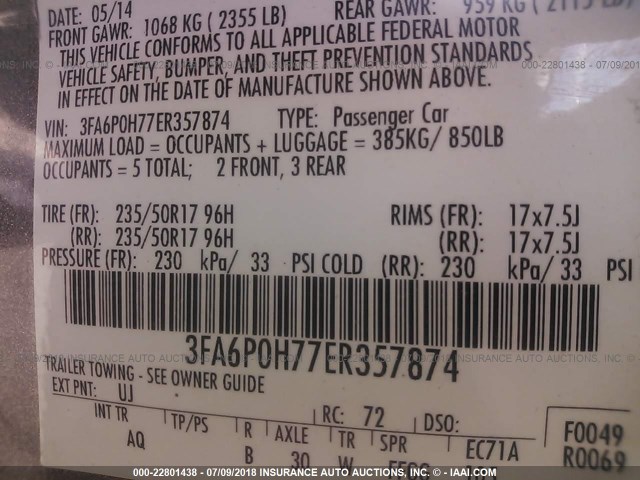 DATE: 05/14
FRONT GAWR: 1068 KG ( 2355 LB) REAR GAWR: 959 KG ( 2115 LB)
THIS VEHICLE CONFORMS TO ALL APPLICABLE FEDERAL MOTOR
VEHICLE SAFETY, BUMPER, AND THEFT PREVENTION STANDARDS
IN EFFECT ON THE DATE OF MANUFACTURE SHOWN ABOVE.
VIN: 3FA6P0H77ER357874 TYPE: Passenger Car
MAXIMUM LOAD = OCCUPANTS + LUGGAGE = 385KG/ 850LB
OCCUPANTS = 5 TOTAL; 2 FRONT, 3 REAR
TIRE (FR): 235/50R17 96H RIMS (FR): 17x7.5J
(RR): 235/50R17 96H (RR): 17x7.5J
PRESSURE (FR): 230 kPa/ 33 PSI COLD (RR): 230 kPa/ 33 PSI
3FA6P0H77ER357874
TRAILER TOWING - SEE OWNER GUIDE
EXT PNT: UJ RC: 72 DSO: F0049
INT TR TP/PS R AXLE TR SPR EC71A R0069
AQ B 30 W
000-22801438 - 07/09/2018 INSURANCE AUTO AUCTIONS, INC. © - IAAI.COM